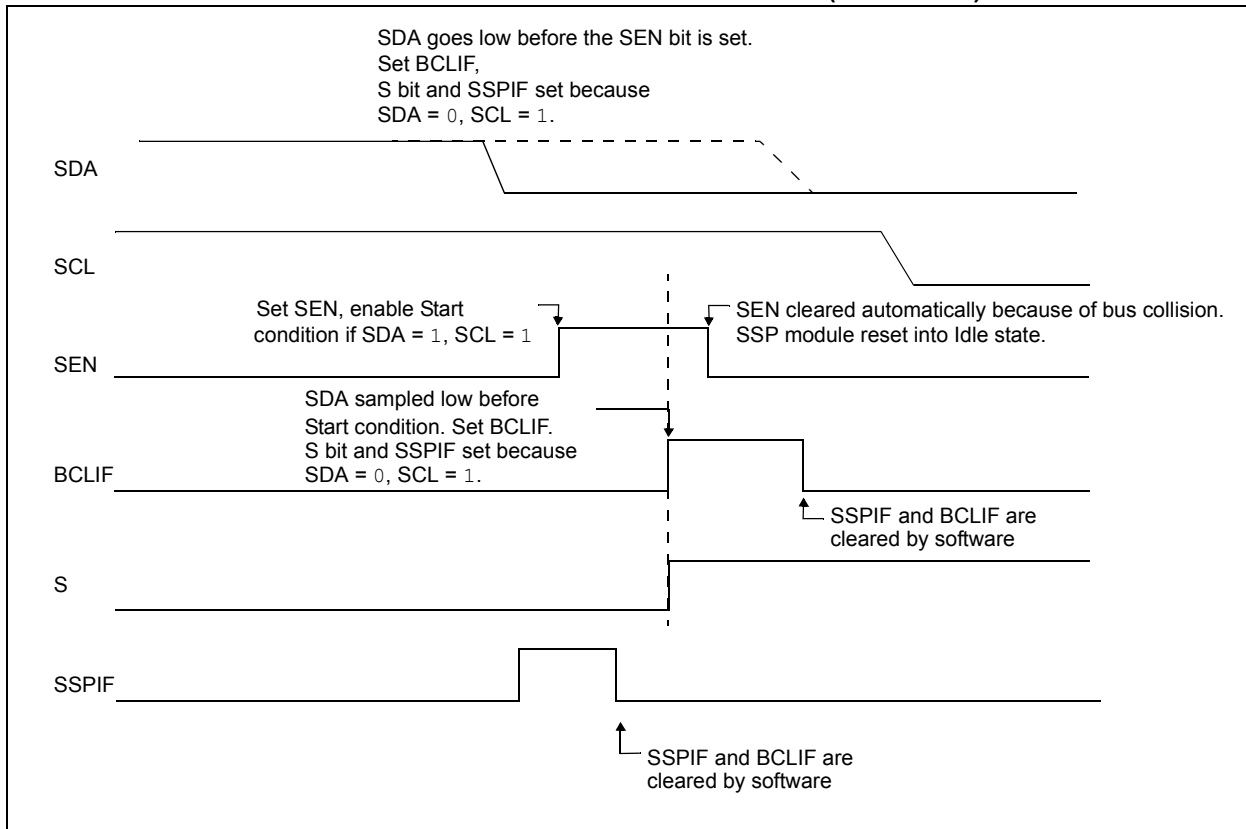 SDA goes low before the SEN bit is set.
Set BCLIF,
S bit and SSPIF set because
SDA = 0, SCL = 1.
SDA
SCL
Set SEN, enable Start
condition if SDA = 1, SCL = 1
SEN cleared automatically because of bus collision.
SSP module reset into Idle state.
SEN
SDA sampled low before
Start condition. Set BCLIF.
S bit and SSPIF set because
SDA = 0, SCL = 1.
BCLIF
SSPIF and BCLIF are
cleared by software
S
SSPIF
SSPIF and BCLIF are
cleared by software